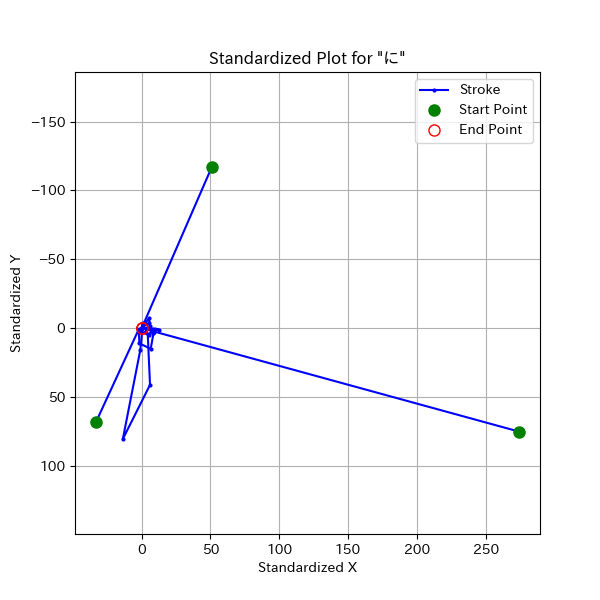 Standardized Plot for "に"
Stroke
Start Point
End Point
−150
−100
−50
0
50
100
Standardized Y
0
50
100
150
200
250
Standardized X